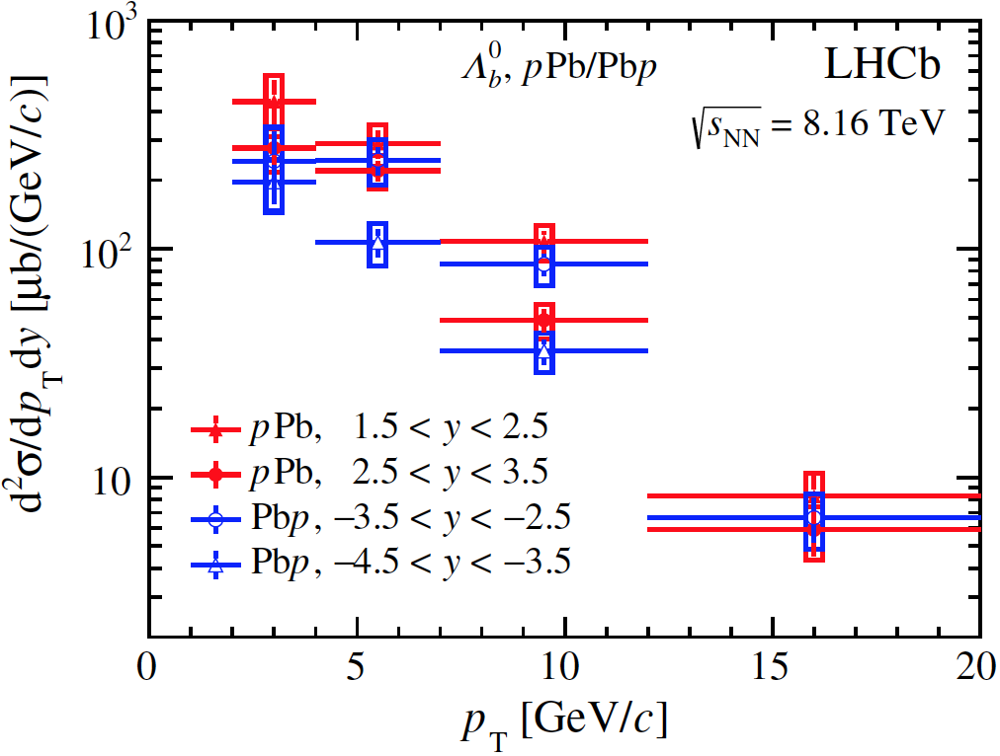 d²σ/dp_T dy [μb/(GeV/c)]
10³
10²
10
Λ_b⁰, pPb/Pbp
LHCb
√s_NN = 8.16 TeV
pPb, 1.5 < y < 2.5
pPb, 2.5 < y < 3.5
Pbp, −3.5 < y < −2.5
Pbp, −4.5 < y < −3.5
0 5 10 15 20
p_T [GeV/c]